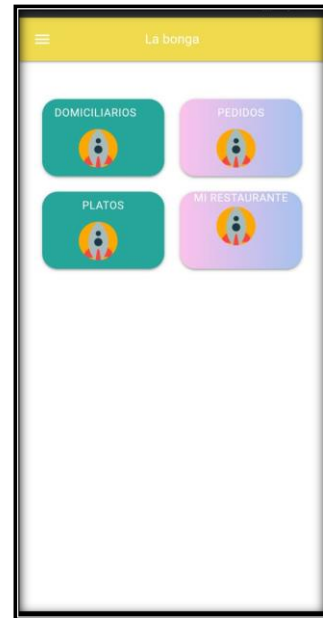 La bonga
DOMICILIARIOS
PEDIDOS
PLATOS
MI RESTAURANTE